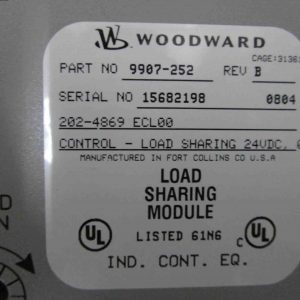 WOODWARD
CAGE:31361
PART NO 9907-252 REV B
SERIAL NO 15682198 0804
202-4869 ECL00
CONTROL - LOAD SHARING 24VDC,
MANUFACTURED IN FORT COLLINS CO U.S.A
LOAD
SHARING
MODULE
UL LISTED 61N6 C UL
IND. CONT. EQ.
D
N